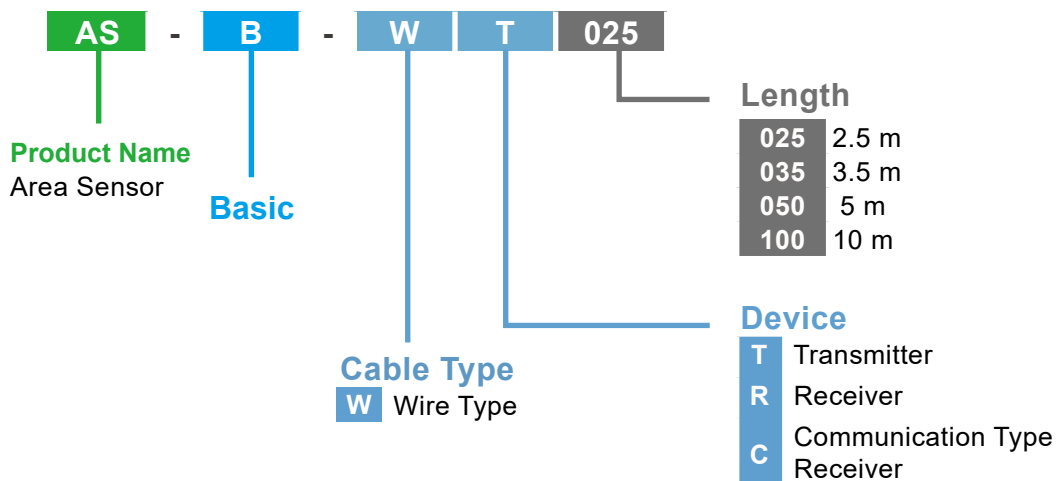 AS - B - W T 025
Product Name
Area Sensor
Basic
Cable Type
W Wire Type
Length
025 2.5 m
035 3.5 m
050 5 m
100 10 m
Device
T Transmitter
R Receiver
C Communication Type
Receiver